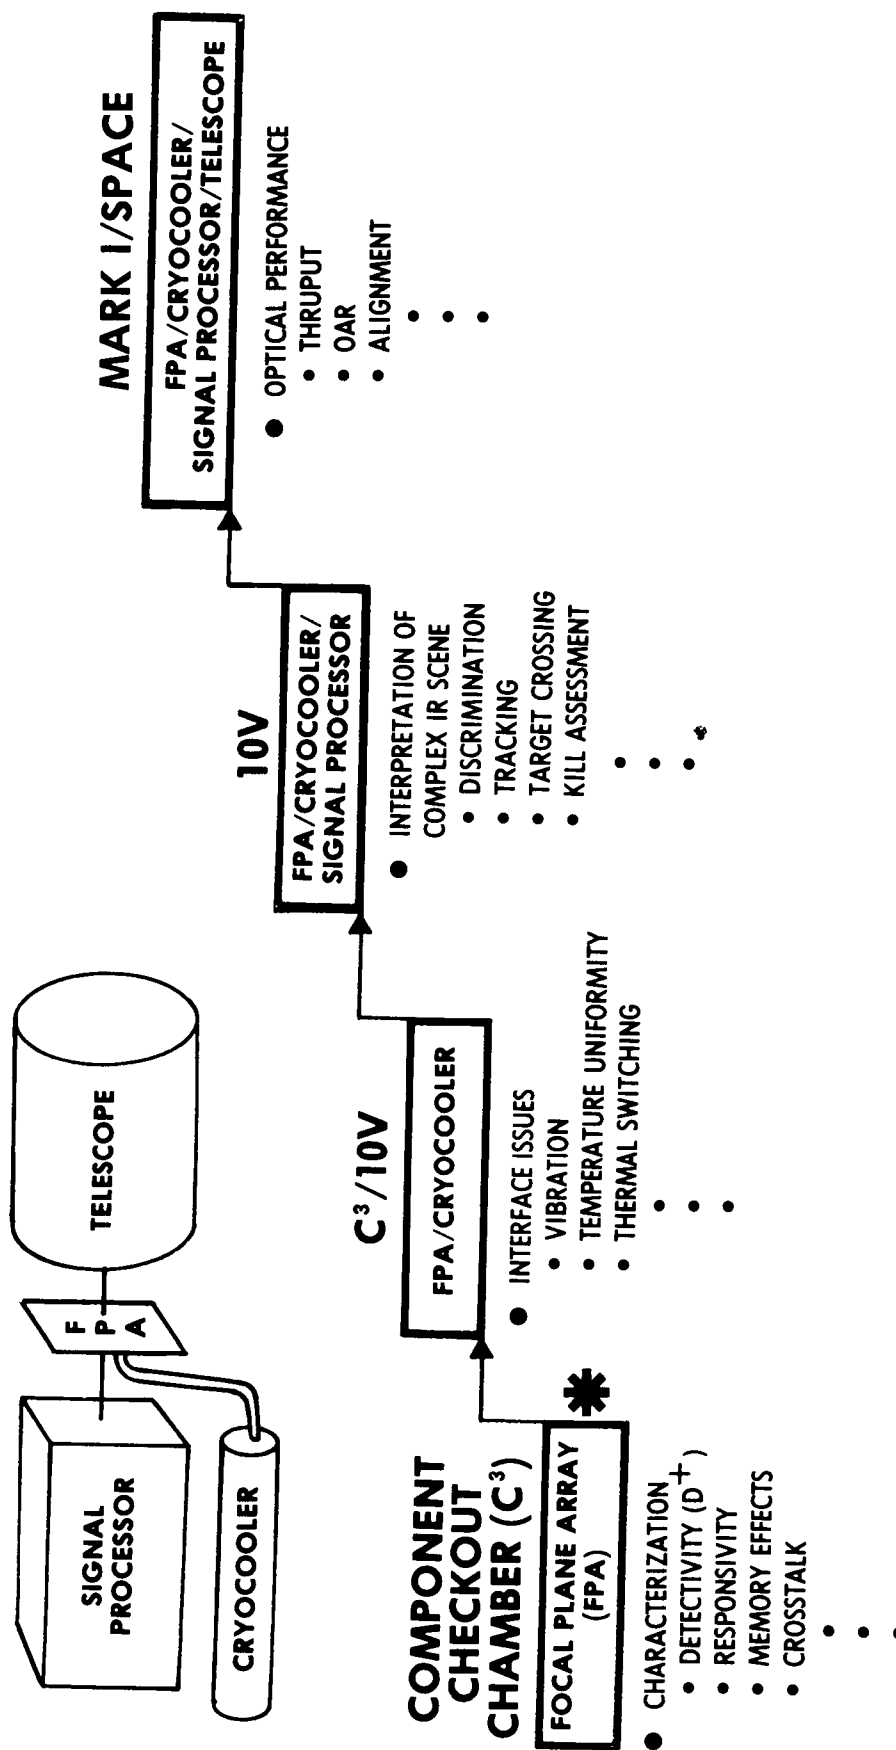 SIGNAL
PROCESSOR
F
P
A
TELESCOPE
CRYOCOOLER
COMPONENT
CHECKOUT
CHAMBER (C³)
FOCAL PLANE ARRAY
(FPA)
*
● CHARACTERIZATION
• DETECTIVITY (D⁺)
• RESPONSIVITY
• MEMORY EFFECTS
• CROSSTALK
•
•
•
C³/10V
FPA/CRYOCOOLER
● INTERFACE ISSUES
• VIBRATION
• TEMPERATURE UNIFORMITY
• THERMAL SWITCHING
•
•
•
10V
FPA/CRYOCOOLER/
SIGNAL PROCESSOR
● INTERPRETATION OF
COMPLEX IR SCENE
• DISCRIMINATION
• TRACKING
• TARGET CROSSING
• KILL ASSESSMENT
•
•
•
MARK I/SPACE
FPA/CRYOCOOLER/
SIGNAL PROCESSOR/TELESCOPE
● OPTICAL PERFORMANCE
• THRUPUT
• OAR
• ALIGNMENT
•
•
•